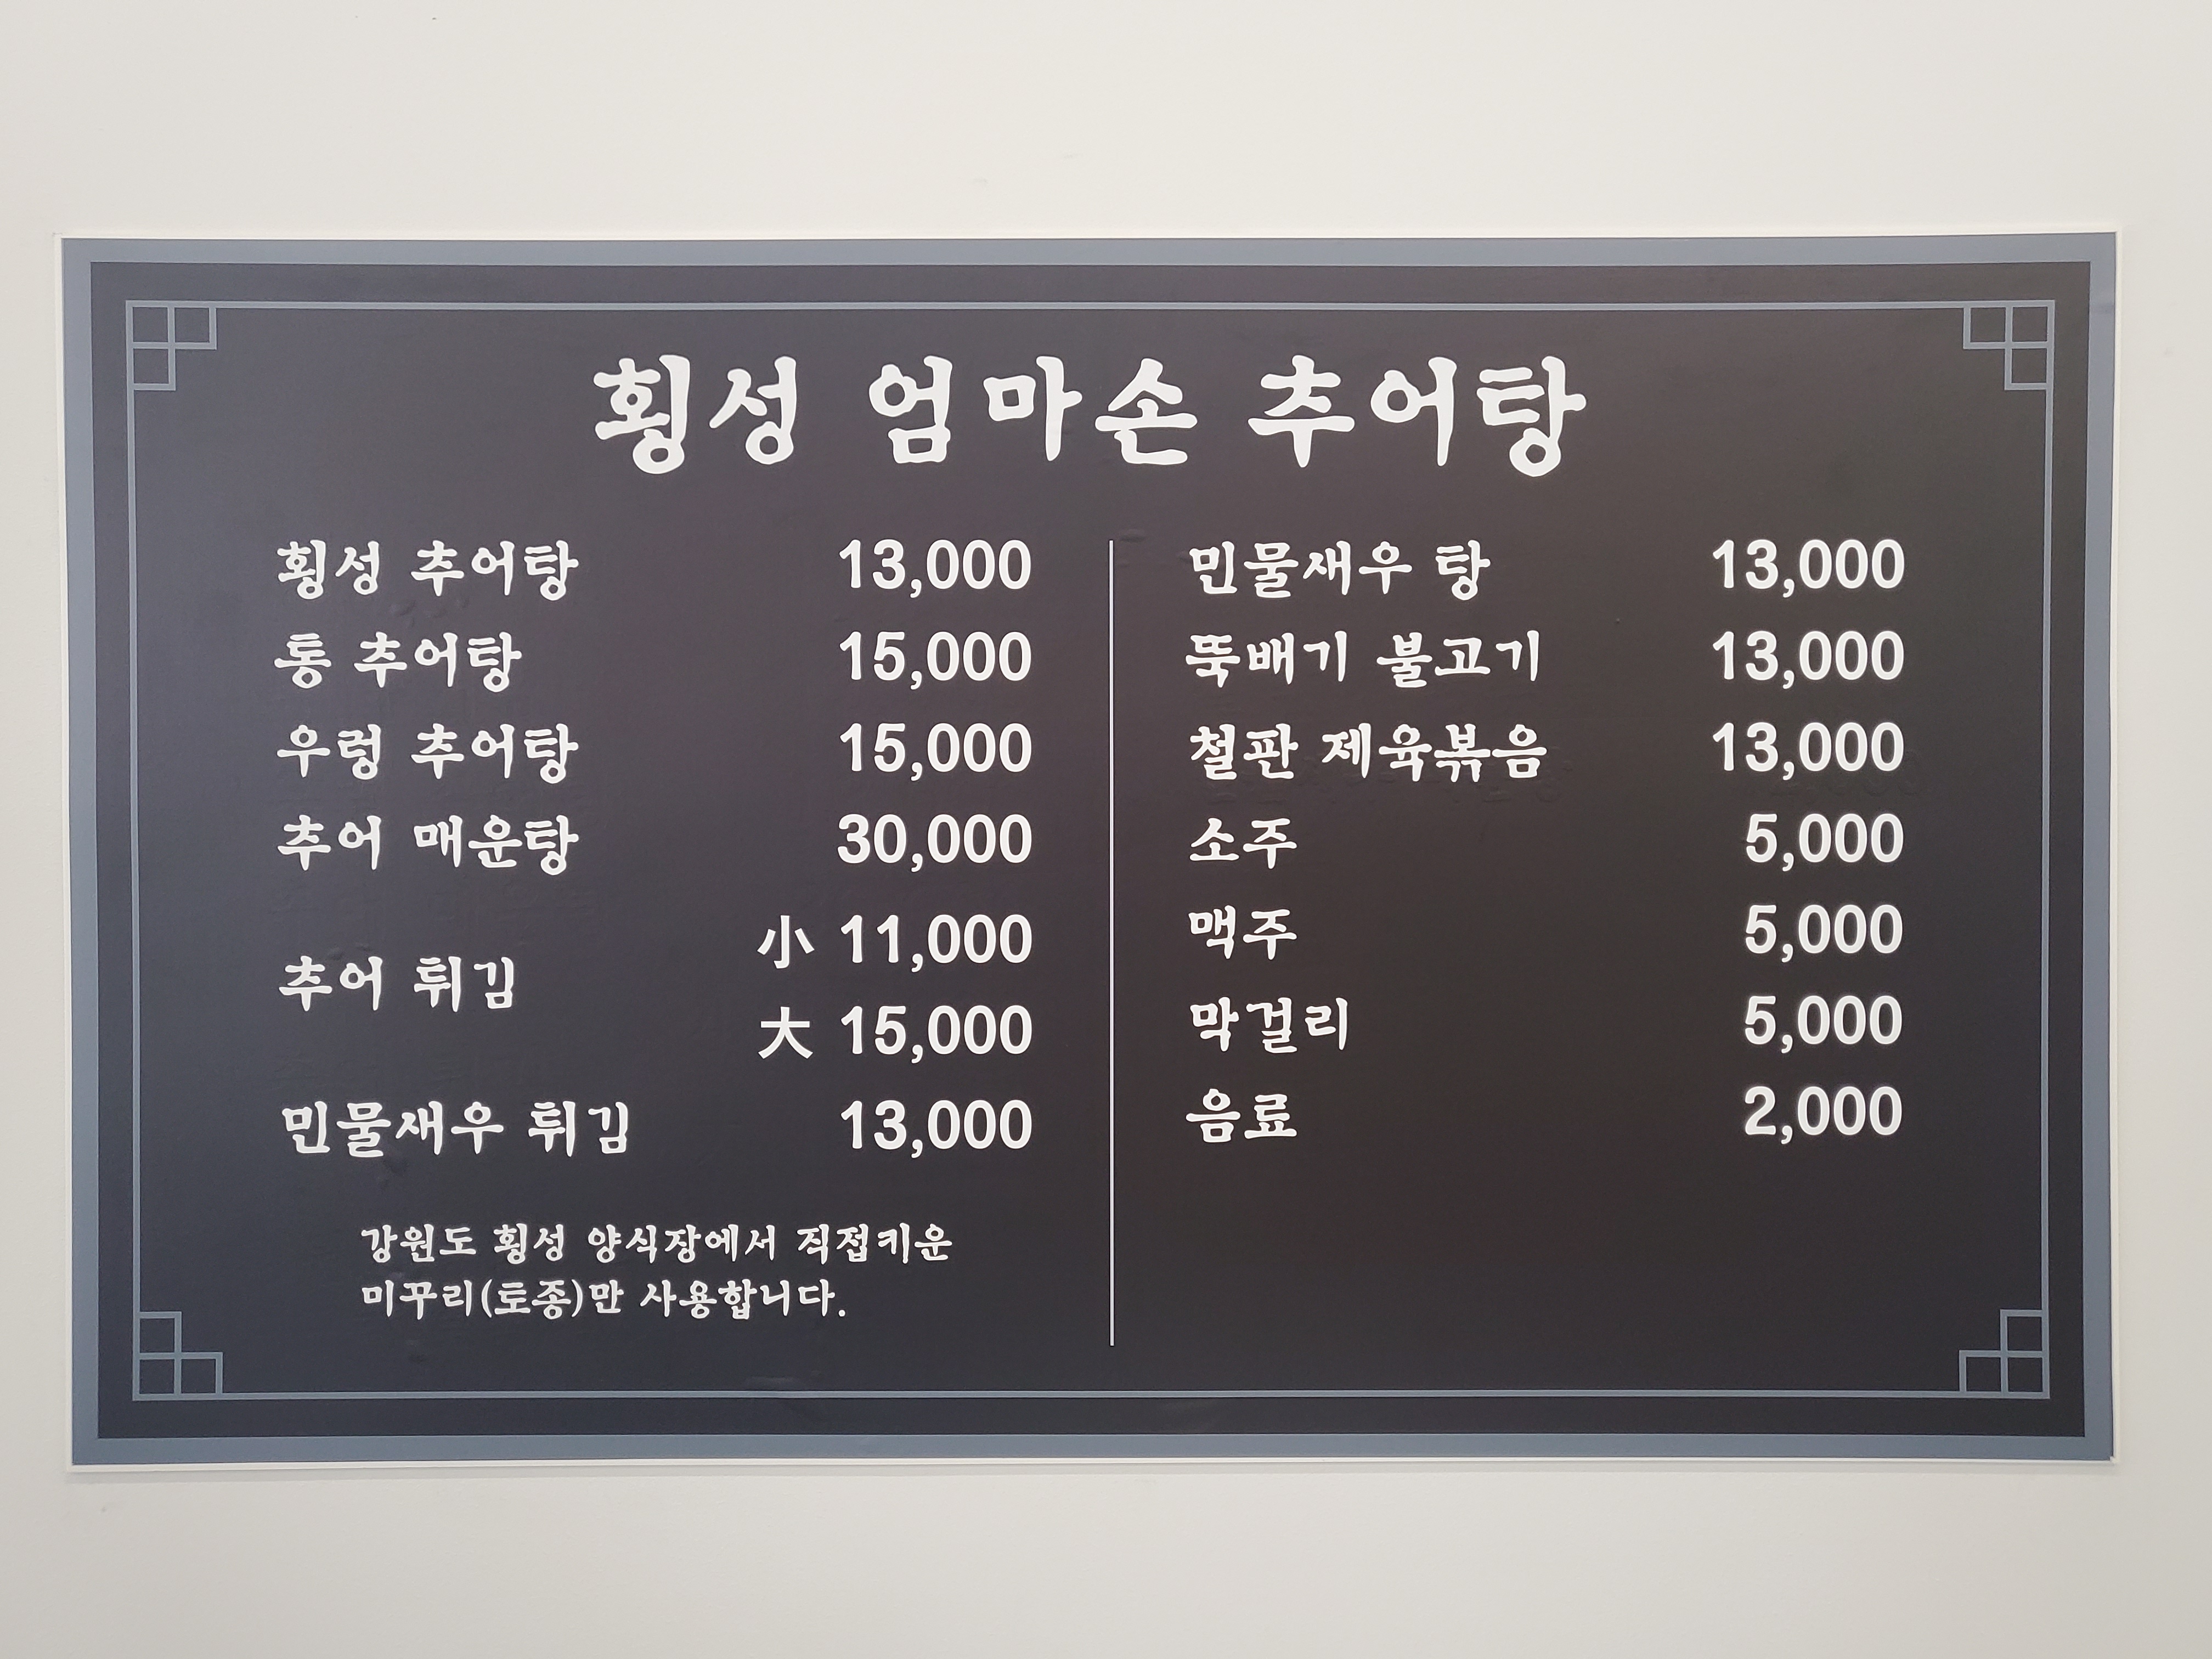 횡성 엄마손 추어탕
횡성 추어탕 13,000
통 추어탕 15,000
우렁 추어탕 15,000
추어 매운탕 30,000
추어 튀김 小 11,000
大 15,000
민물새우 튀김 13,000
강원도 횡성 양식장에서 직접키운
미꾸리(토종)만 사용합니다.
민물새우 탕 13,000
뚝배기 불고기 13,000
철판 제육볶음 13,000
소주 5,000
맥주 5,000
막걸리 5,000
음료 2,000